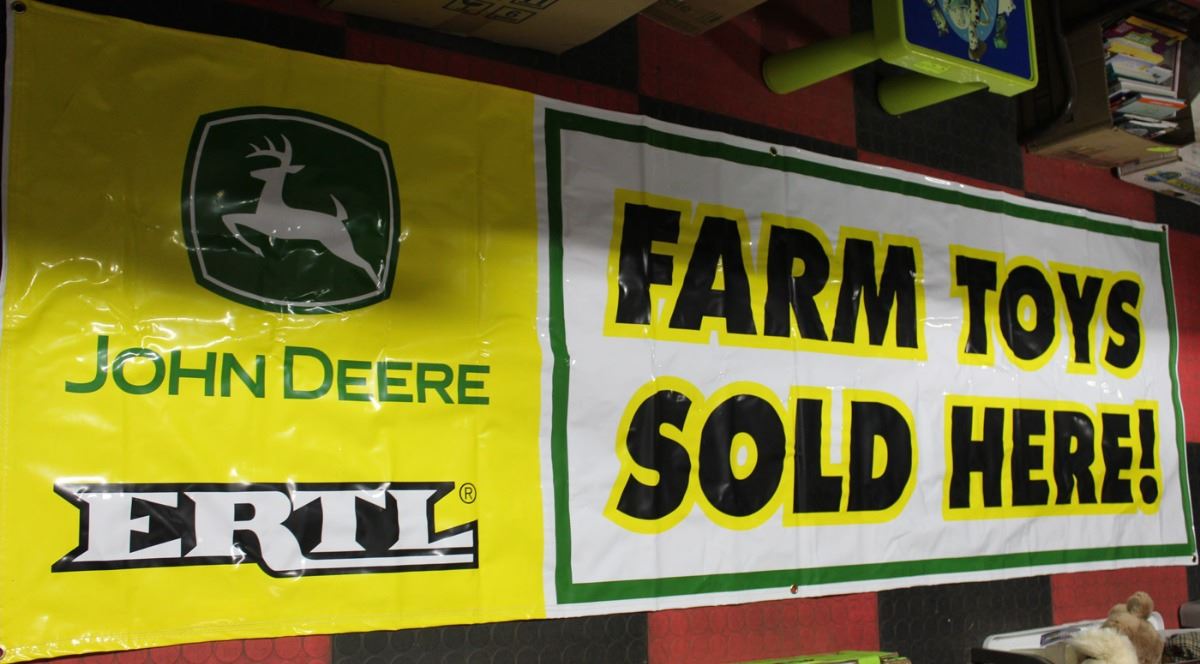 JOHN DEERE
ERTL®
FARM TOYS
SOLD HERE!